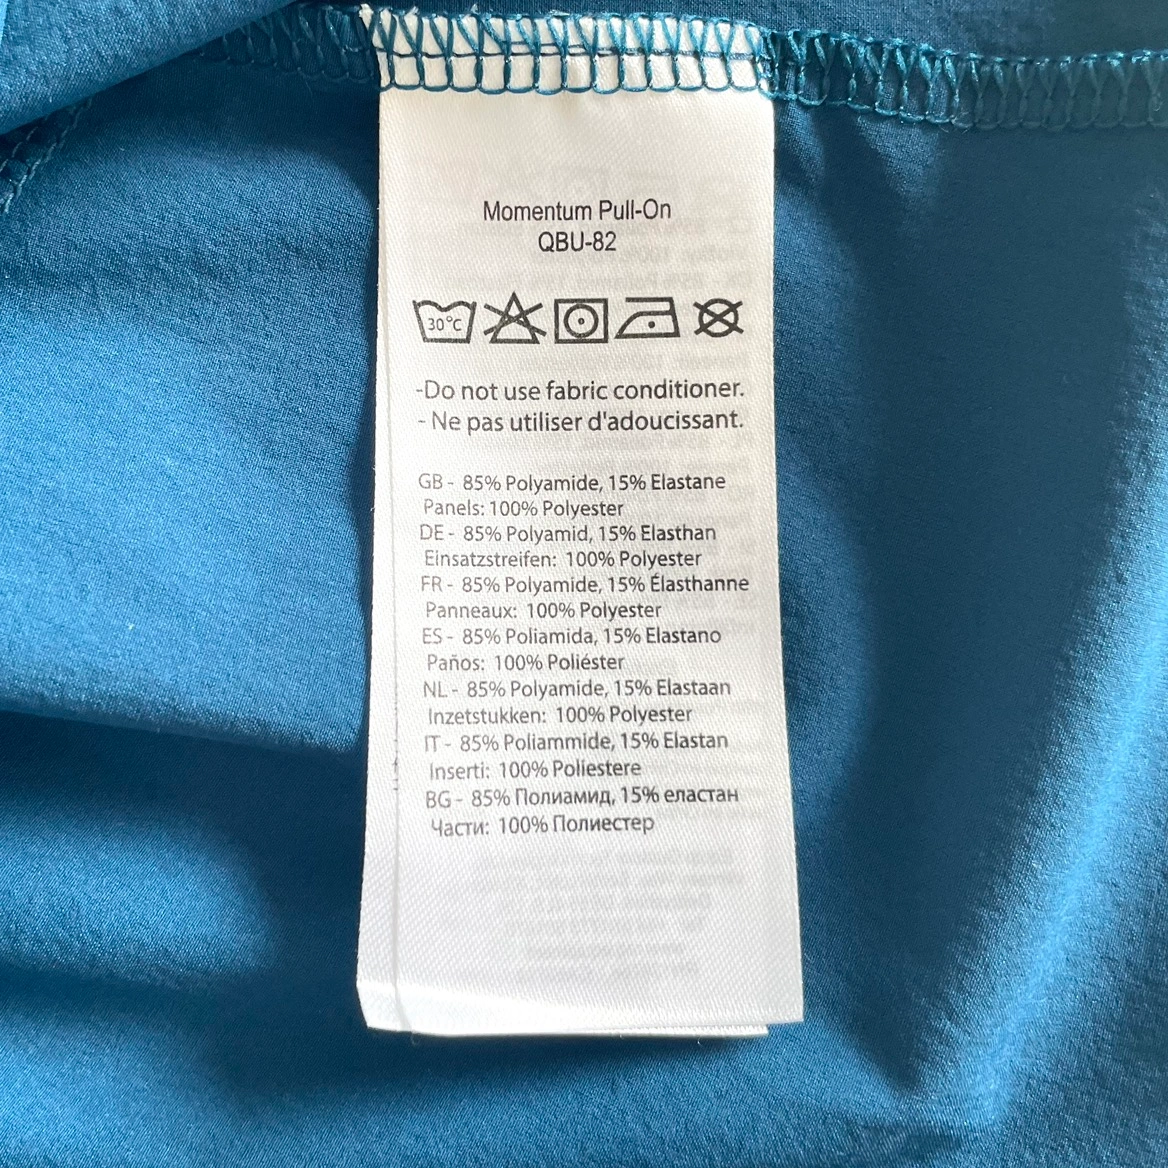 Momentum Pull-On
QBU-82
30°C
-Do not use fabric conditioner.
- Ne pas utiliser d'adoucissant.
GB - 85% Polyamide, 15% Elastane
Panels: 100% Polyester
DE - 85% Polyamid, 15% Elasthan
Einsatzstreifen: 100% Polyester
FR - 85% Polyamide, 15% Élasthanne
Panneaux: 100% Polyester
ES - 85% Poliamida, 15% Elastano
Paños: 100% Poliéster
NL - 85% Polyamide, 15% Elastaan
Inzetstukken: 100% Polyester
IT - 85% Poliammide, 15% Elastan
Inserti: 100% Poliestere
BG - 85% Полиамид, 15% еластан
Части: 100% Полиестер